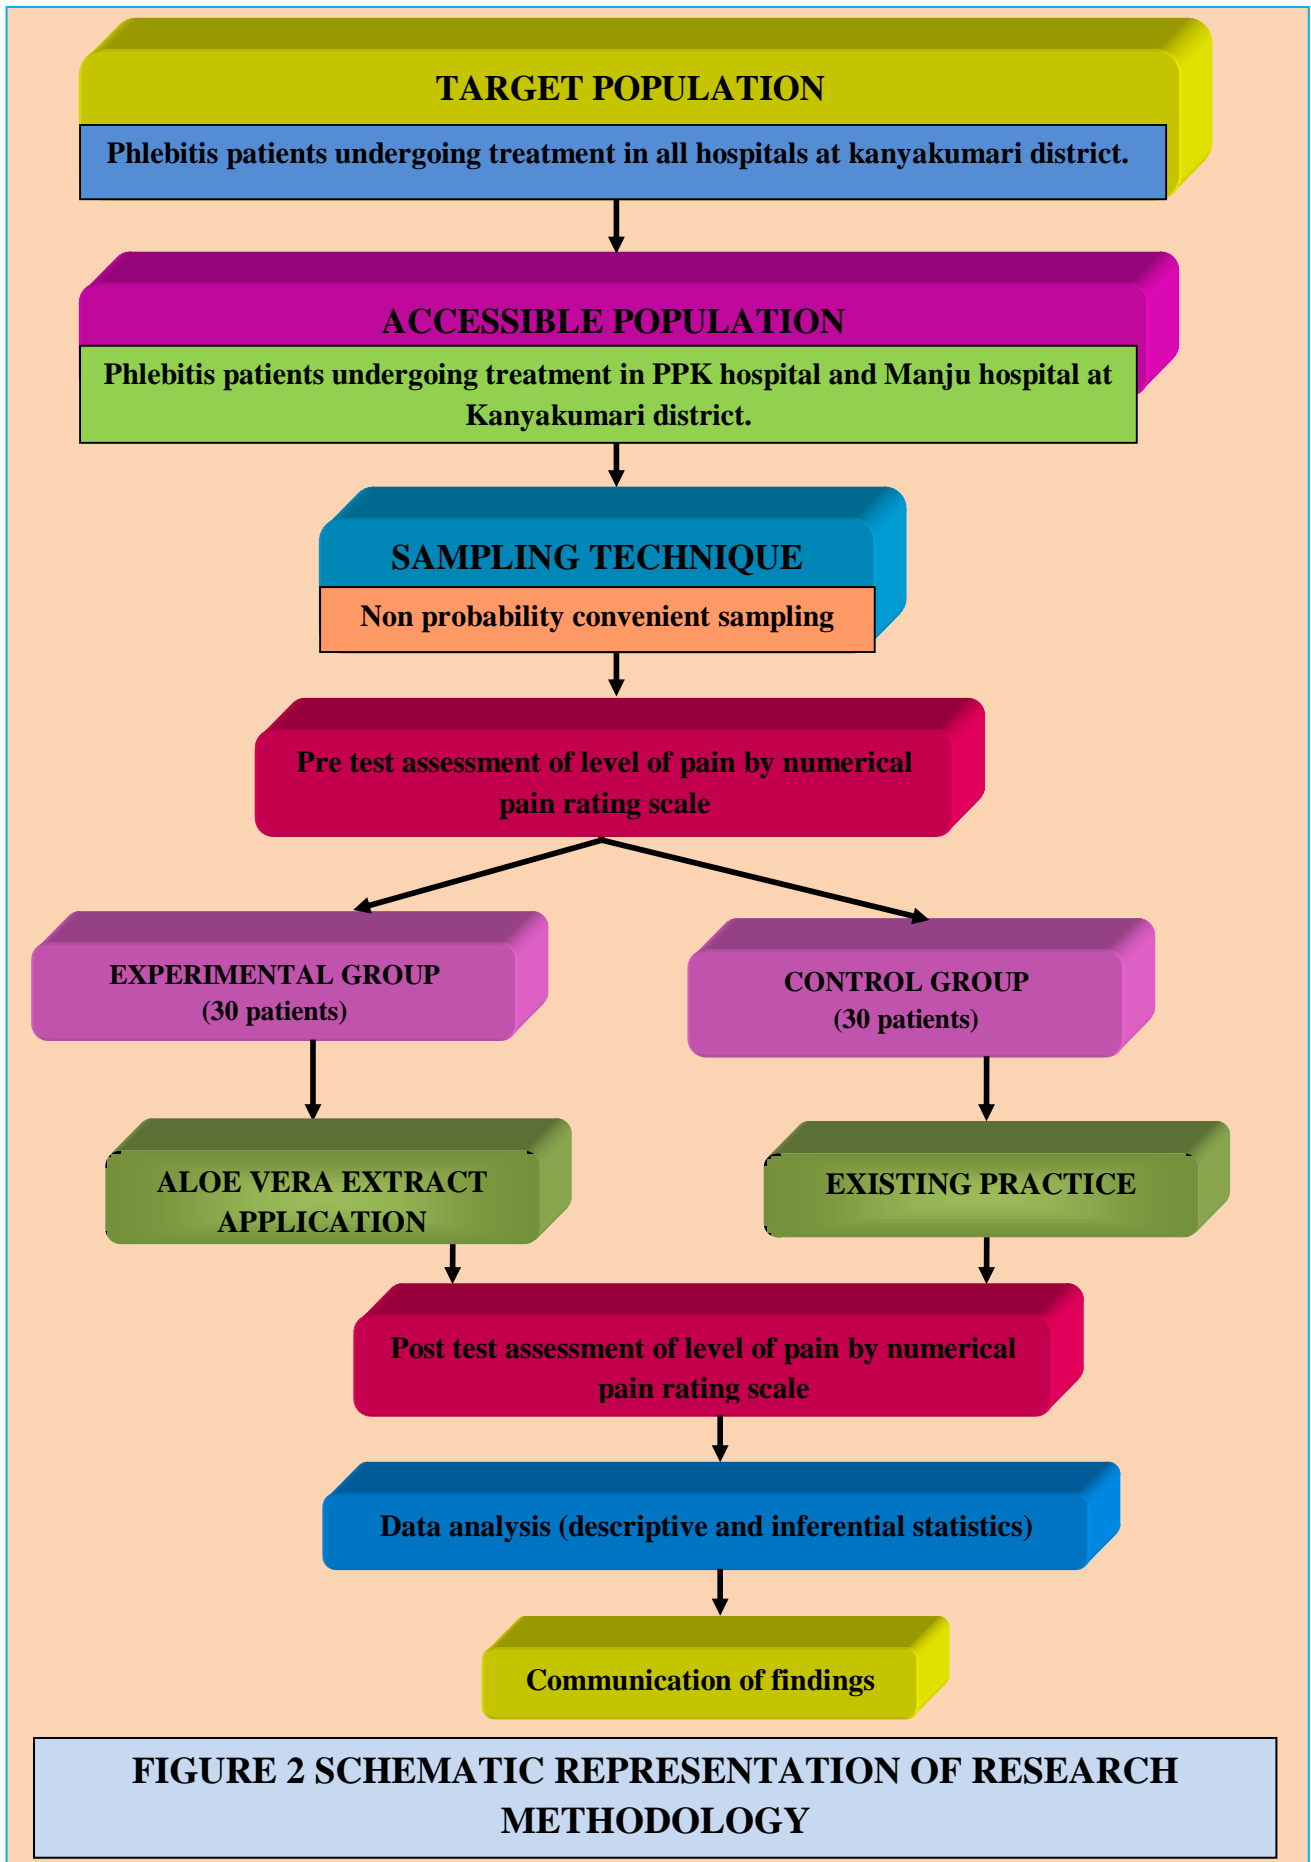 TARGET POPULATION
Phlebitis patients undergoing treatment in all hospitals at kanyakumari district.
ACCESSIBLE POPULATION
Phlebitis patients undergoing treatment in PPK hospital and Manju hospital at
Kanyakumari district.
SAMPLING TECHNIQUE
Non probability convenient sampling
Pre test assessment of level of pain by numerical
pain rating scale
EXPERIMENTAL GROUP
(30 patients)
CONTROL GROUP
(30 patients)
ALOE VERA EXTRACT
APPLICATION
EXISTING PRACTICE
Post test assessment of level of pain by numerical
pain rating scale
Data analysis (descriptive and inferential statistics)
Communication of findings
FIGURE 2 SCHEMATIC REPRESENTATION OF RESEARCH
METHODOLOGY